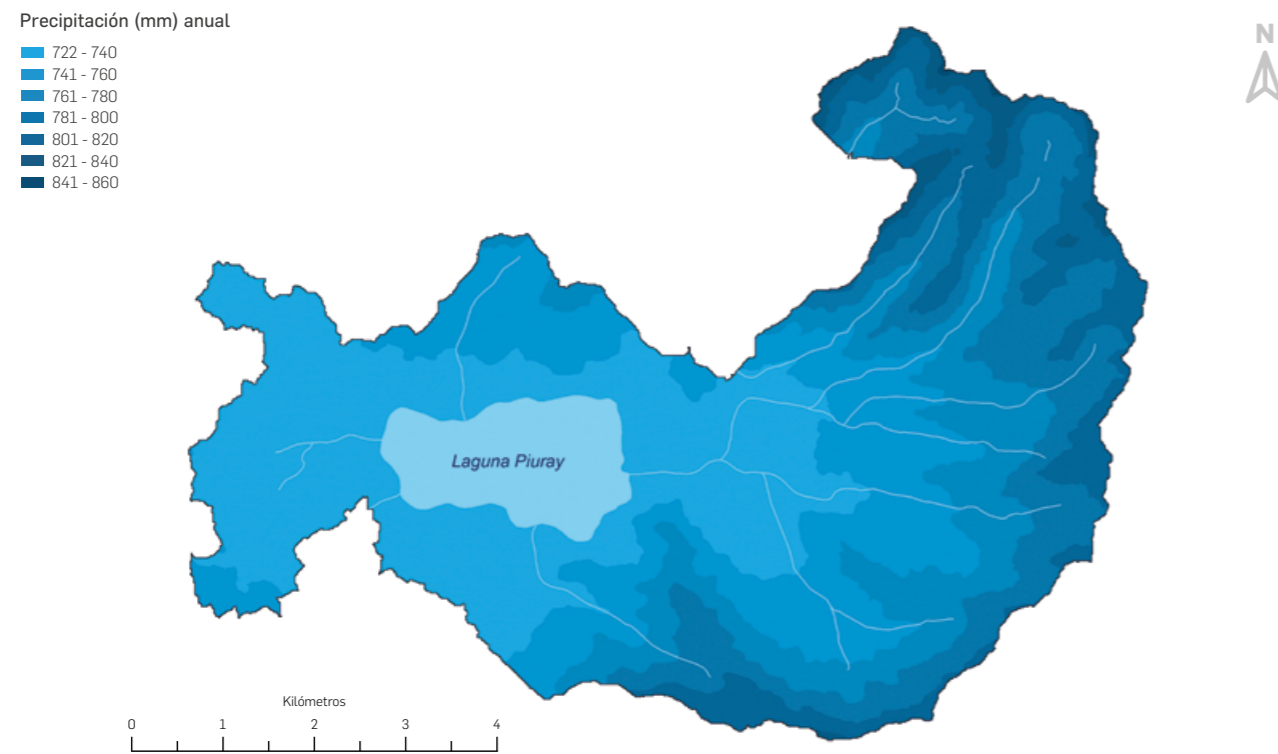 Precipitación (mm) anual
722 - 740
741 - 760
761 - 780
781 - 800
801 - 820
821 - 840
841 - 860
N
Laguna Piuray
Kilómetros
0 1 2 3 4